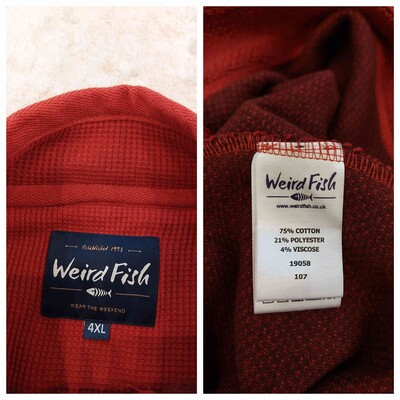 Established 1993
Weird Fish
WEAR THE WEEKEND
4XL
Weird Fish
www.weirdfish.co.uk
75% COTTON
21% POLYESTER
4% VISCOSE
19058
107